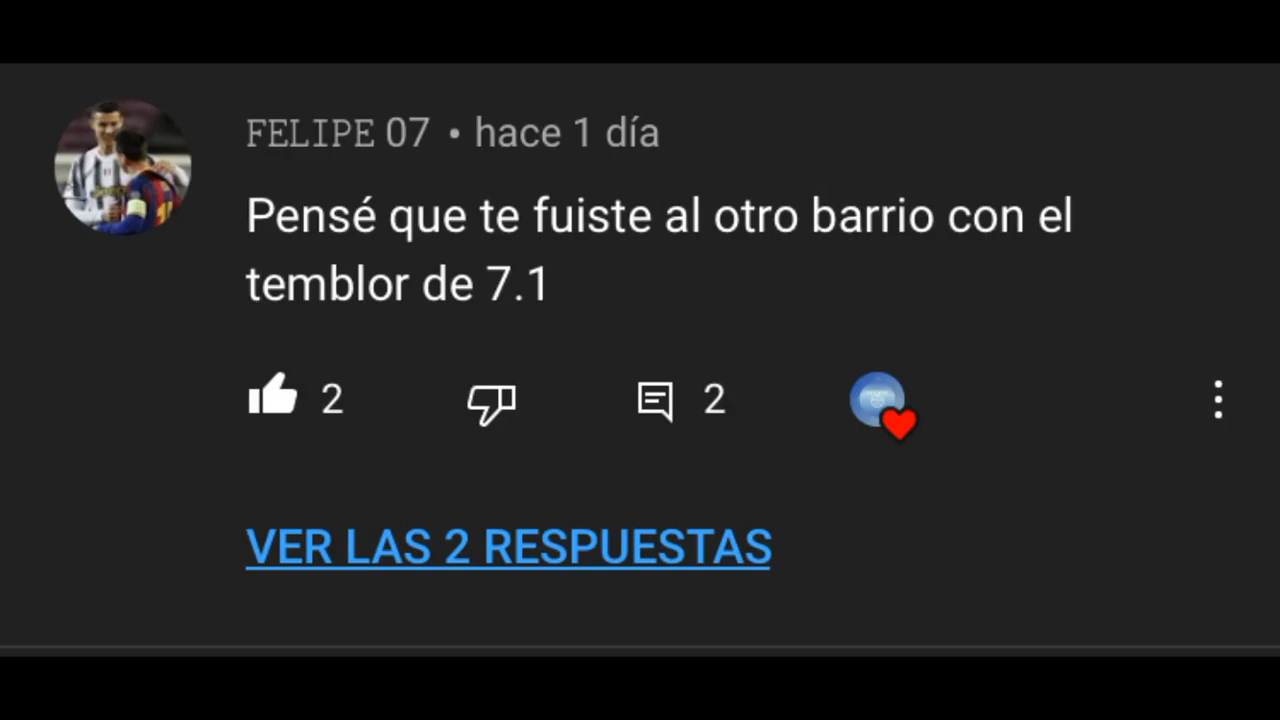 FELIPE 07 • hace 1 día
Pensé que te fuiste al otro barrio con el
temblor de 7.1
2 2
VER LAS 2 RESPUESTAS